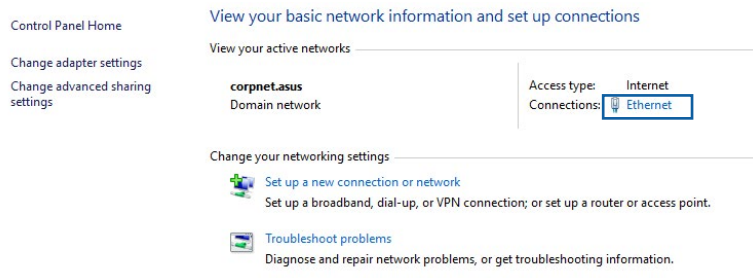 Control Panel Home
Change adapter settings
Change advanced sharing
settings
View your basic network information and set up connections
View your active networks
corpnet.asus
Domain network
Access type: Internet
Connections: Ethernet
Change your networking settings
Set up a new connection or network
Set up a broadband, dial-up, or VPN connection; or set up a router or access point.
Troubleshoot problems
Diagnose and repair network problems, or get troubleshooting information.